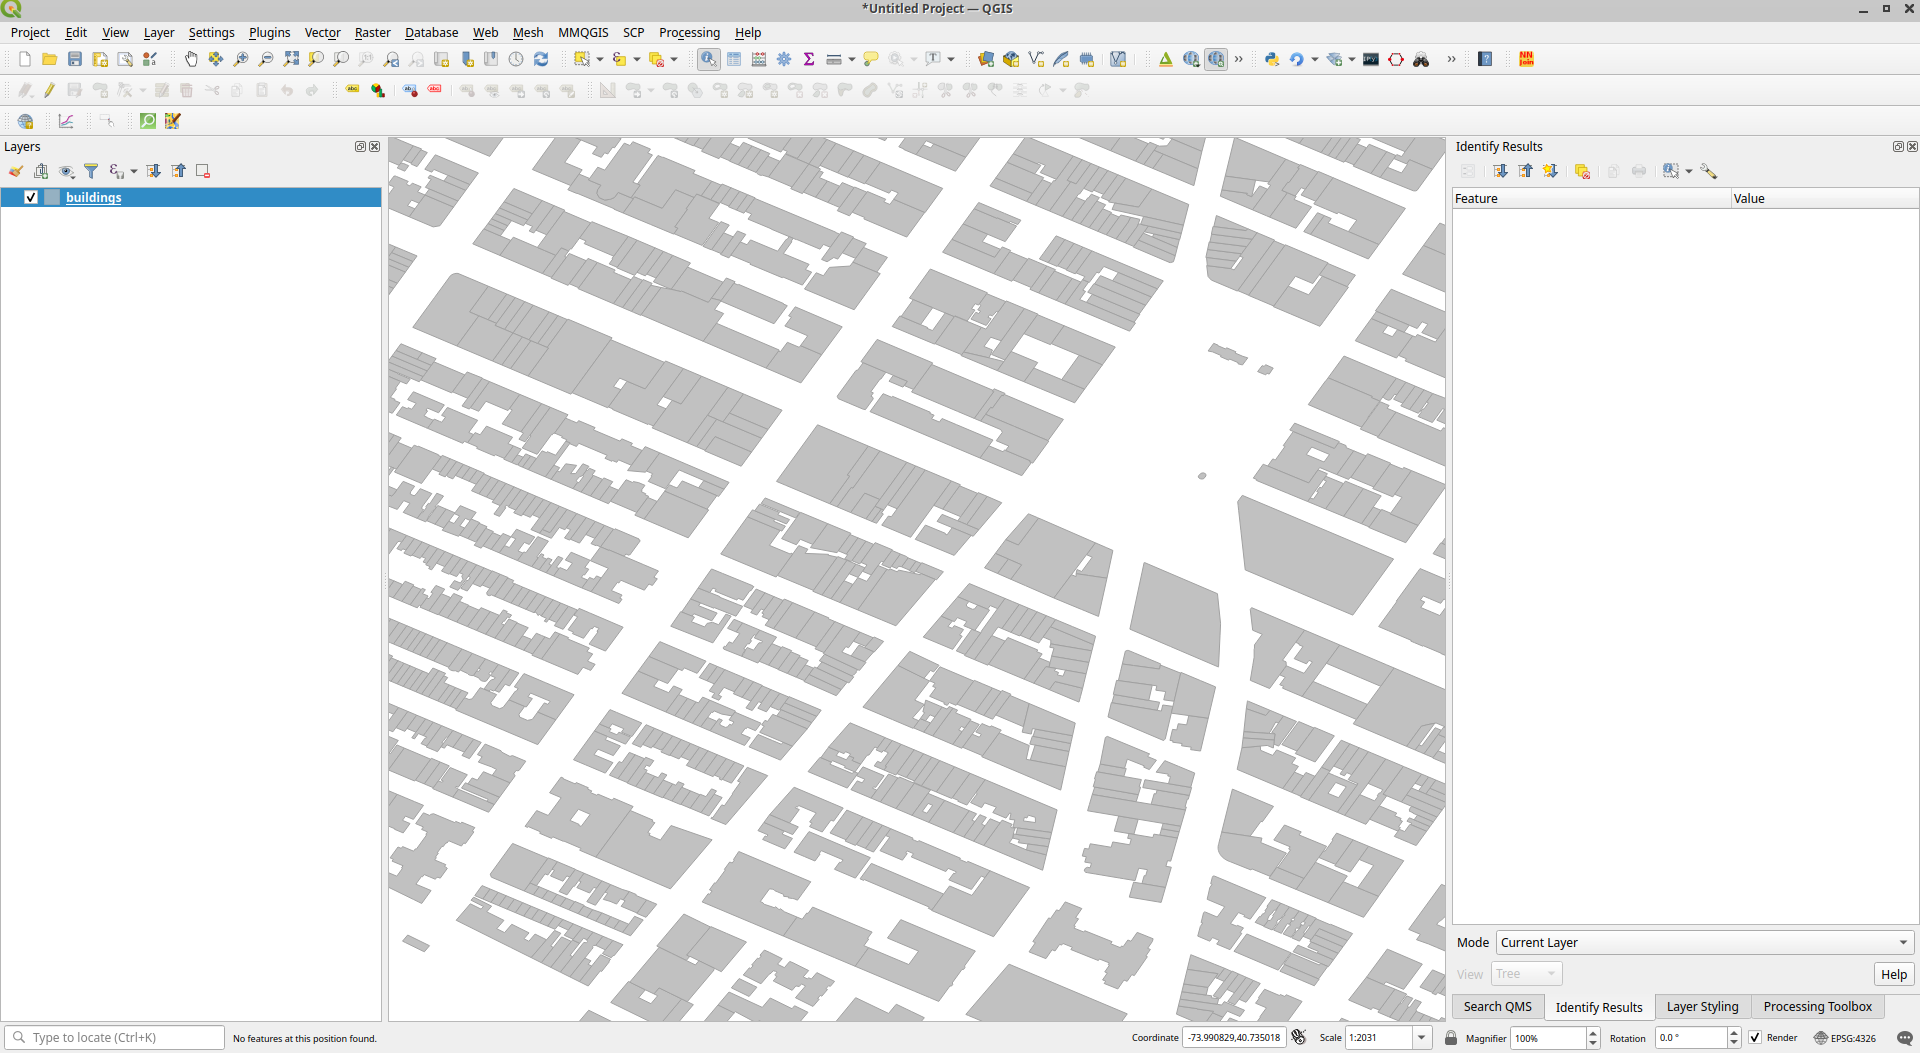 *Untitled Project — QGIS
Project Edit View Layer Settings Plugins Vector Raster Database Web Mesh MMQGIS SCP Processing Help
Layers
buildings
Identify Results
Feature Value
Mode Current Layer
View Tree Help
Search QMS Identify Results Layer Styling Processing Toolbox
Type to locate (Ctrl+K) No features at this position found. Coordinate -73.990829,40.735018 Scale 1:2031 Magnifier 100% Rotation 0.0 ° Render EPSG:4326